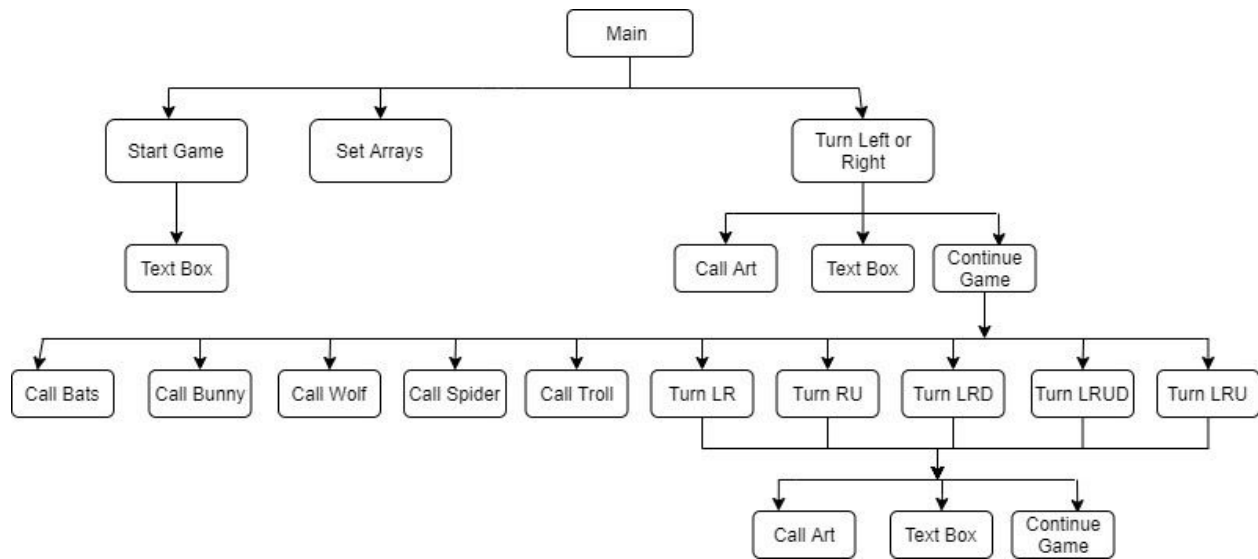 Main
Start Game
Set Arrays
Turn Left or
Right
Text Box
Call Art
Text Box
Continue
Game
Call Bats
Call Bunny
Call Wolf
Call Spider
Call Troll
Turn LR
Turn RU
Turn LRD
Turn LRUD
Turn LRU
Call Art
Text Box
Continue
Game